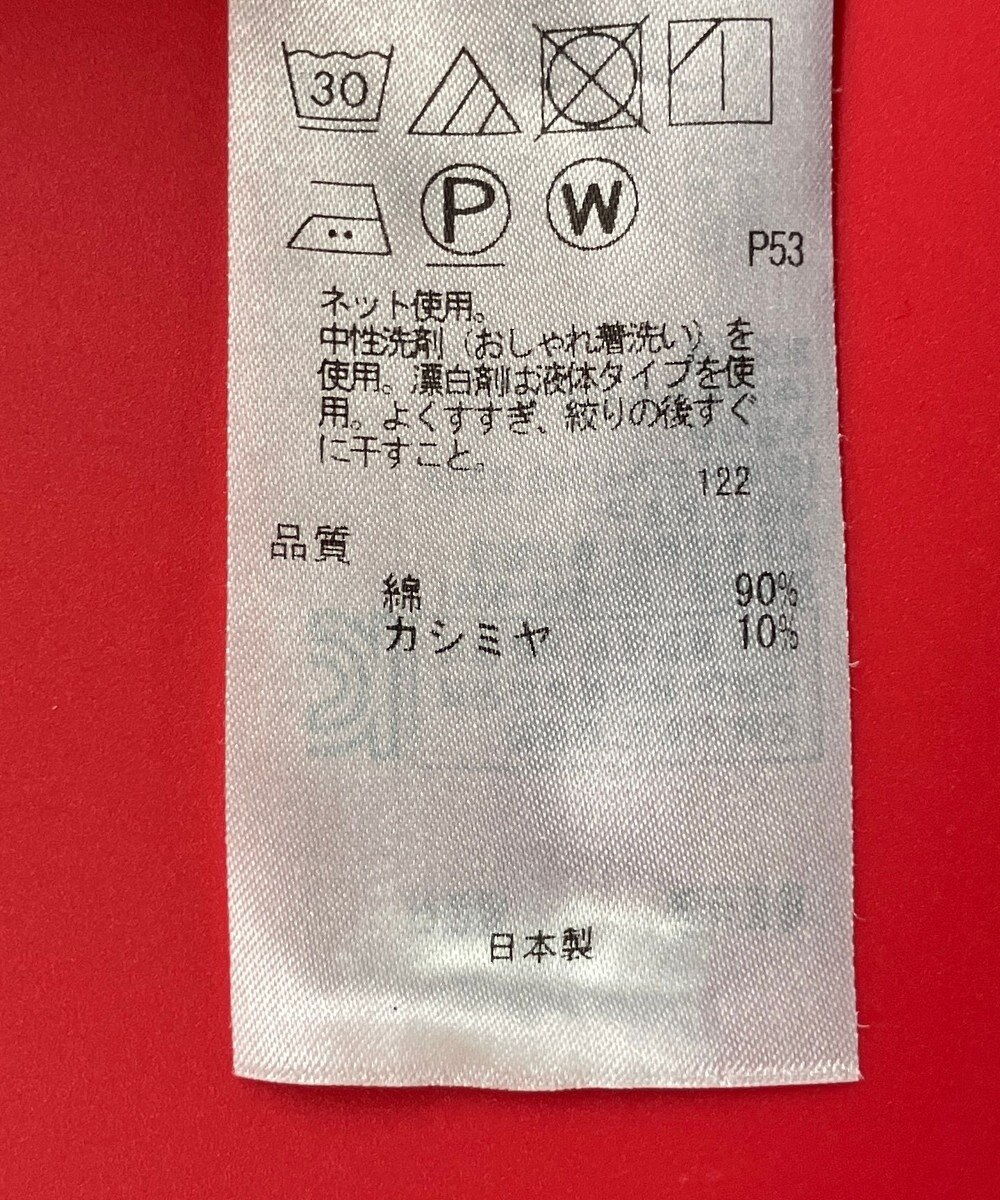 30
P W
P53
ネット使用。
中性洗剤（おしゃれ着洗い）を
使用。漂白剤は液体タイプを使
用。よくすすぎ、絞りの後すぐ
に干すこと。
122
品質
綿 90%
カシミヤ 10%
日本製